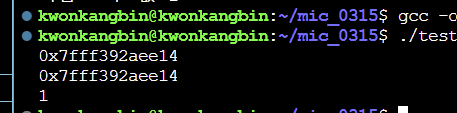 kwonkangbin@kwonkangbin:~/mic_0315$ gcc -o
kwonkangbin@kwonkangbin:~/mic_0315$ ./test
0x7fff392aee14
0x7fff392aee14
1